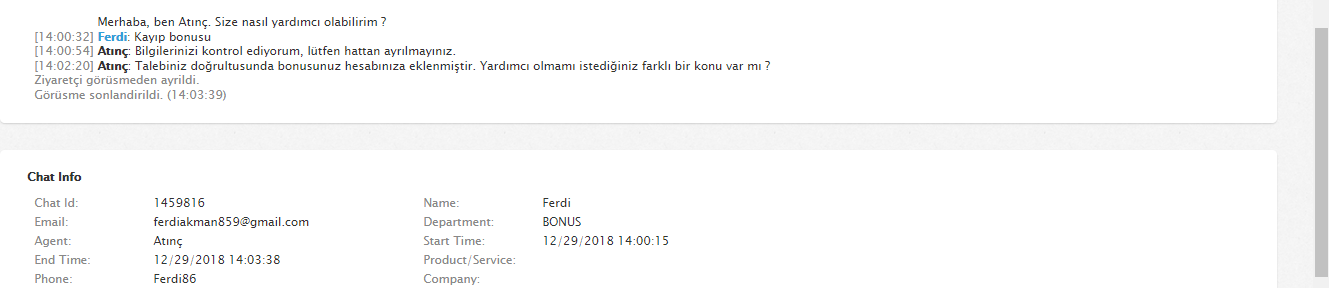 Merhaba, ben Atınç. Size nasıl yardımcı olabilirim ?
[14:00:32] Ferdi: Kayıp bonusu
[14:00:54] Atınç: Bilgilerinizi kontrol ediyorum, lütfen hattan ayrılmayınız.
[14:02:20] Atınç: Talebiniz doğrultusunda bonusunuz hesabınıza eklenmiştir. Yardımcı olmamı istediğiniz farklı bir konu var mı ?
Ziyaretçi görüsmeden ayrildi.
Görüsme sonlandirildi. (14:03:39)
Chat Info
Chat Id: 1459816 Name: Ferdi
Email: ferdiakman859@gmail.com Department: BONUS
Agent: Atınç Start Time: 12/29/2018 14:00:15
End Time: 12/29/2018 14:03:38 Product/Service:
Phone: Ferdi86 Company: